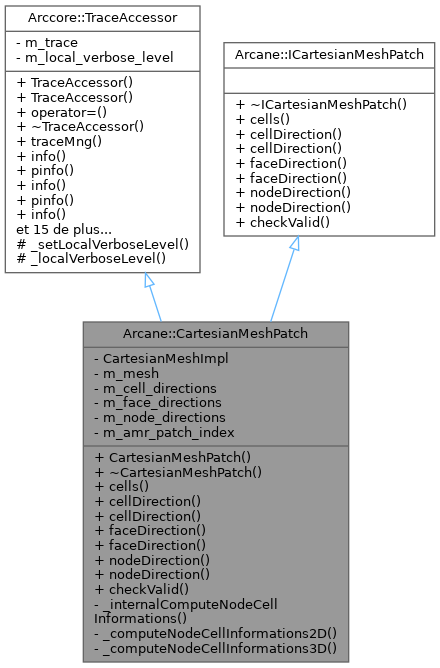 Arccore::TraceAccessor
- m_trace
- m_local_verbose_level
+ TraceAccessor()
+ TraceAccessor()
+ operator=()
+ ~TraceAccessor()
+ traceMng()
+ info()
+ pinfo()
+ info()
+ pinfo()
+ info()
et 15 de plus...
# _setLocalVerboseLevel()
# _localVerboseLevel()
Arcane::ICartesianMeshPatch
+ ~ICartesianMeshPatch()
+ cells()
+ cellDirection()
+ cellDirection()
+ faceDirection()
+ faceDirection()
+ nodeDirection()
+ nodeDirection()
+ checkValid()
Arcane::CartesianMeshPatch
- CartesianMeshImpl
- m_mesh
- m_cell_directions
- m_face_directions
- m_node_directions
- m_amr_patch_index
+ CartesianMeshPatch()
+ ~CartesianMeshPatch()
+ cells()
+ cellDirection()
+ cellDirection()
+ faceDirection()
+ faceDirection()
+ nodeDirection()
+ nodeDirection()
+ checkValid()
- _internalComputeNodeCell
Informations()
- _computeNodeCellInformations2D()
- _computeNodeCellInformations3D()